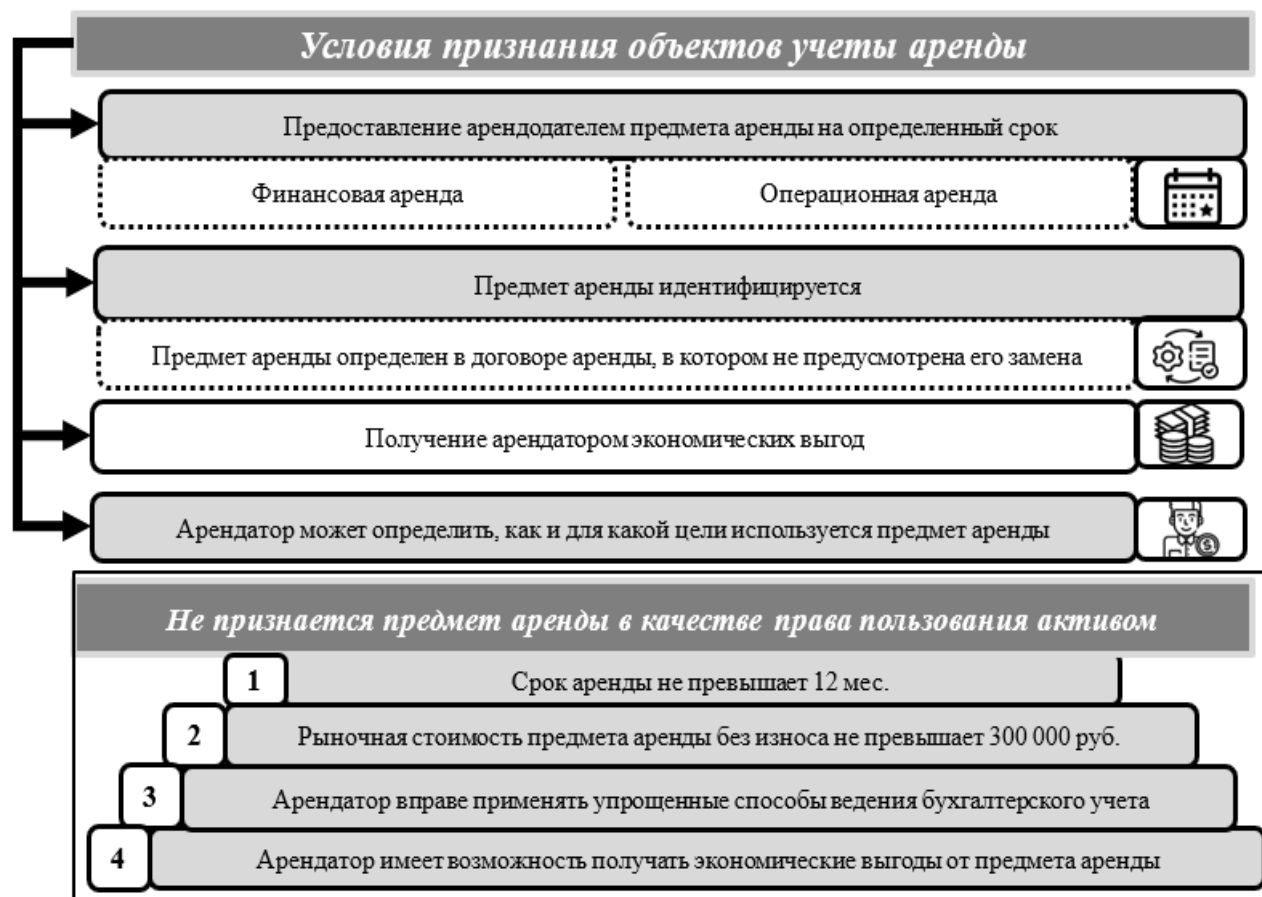 Условия признания объектов учеты аренды
Предоставление арендодателем предмета аренды на определенный срок
Финансовая аренда
Операционная аренда
Предмет аренды идентифицируется
Предмет аренды определен в договоре аренды, в котором не предусмотрена его замена
Получение арендатором экономических выгод
Арендатор может определить, как и для какой цели используется предмет аренды
Не признается предмет аренды в качестве права пользования активом
1 Срок аренды не превышает 12 мес.
2 Рыночная стоимость предмета аренды без износа не превышает 300 000 руб.
3 Арендатор вправе применять упрощенные способы ведения бухгалтерского учета
4 Арендатор имеет возможность получать экономические выгоды от предмета аренды